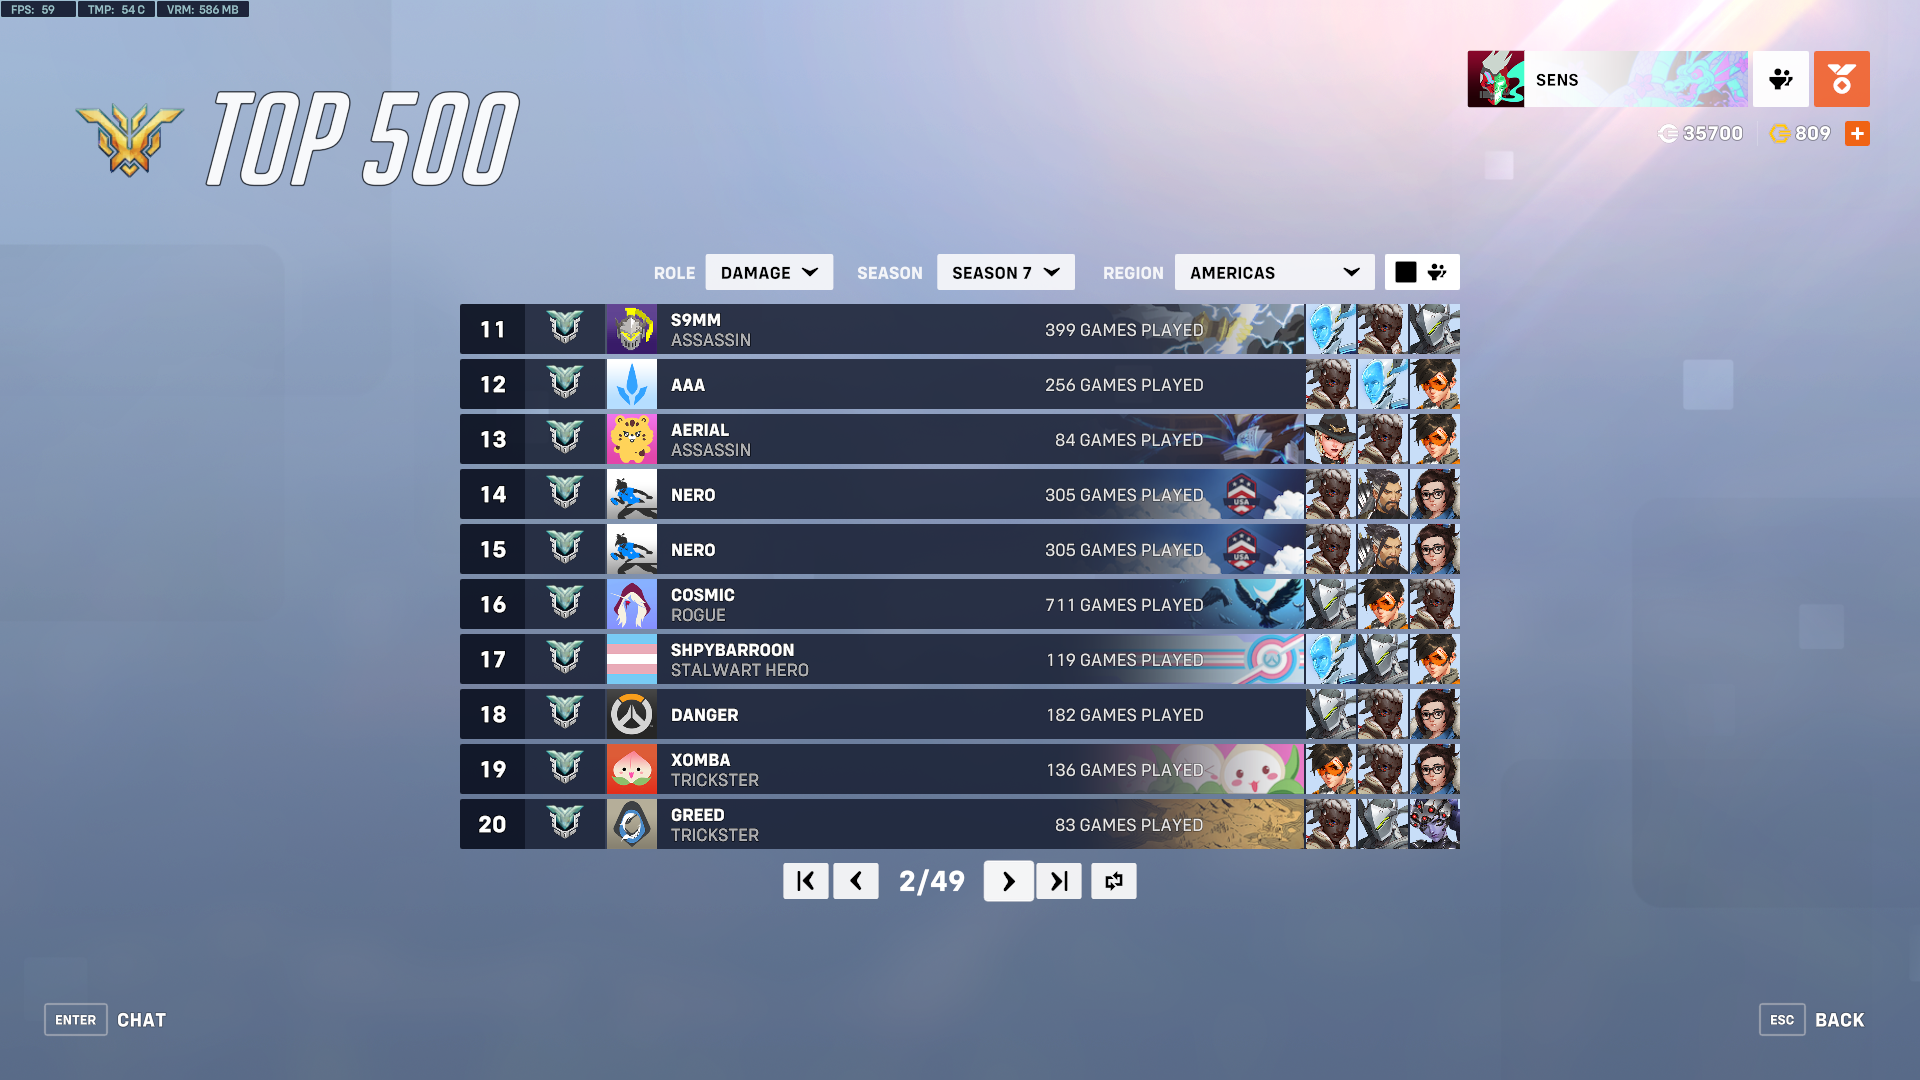 FPS: 59 TMP: 54 C VRM: 586 MB
TOP 500
SENS
35700 809
ROLE DAMAGE SEASON SEASON 7 REGION AMERICAS
11 S9MM 399 GAMES PLAYED
ASSASSIN
12 AAA 256 GAMES PLAYED
13 AERIAL 84 GAMES PLAYED
ASSASSIN
14 NERO 305 GAMES PLAYED USA
15 NERO 305 GAMES PLAYED USA
16 COSMIC 711 GAMES PLAYED
ROGUE
17 SHPYBARROON 119 GAMES PLAYED
STALWART HERO
18 DANGER 182 GAMES PLAYED
19 XOMBA 136 GAMES PLAYED
TRICKSTER
20 GREED 83 GAMES PLAYED
TRICKSTER
2/49
ENTER CHAT
ESC BACK